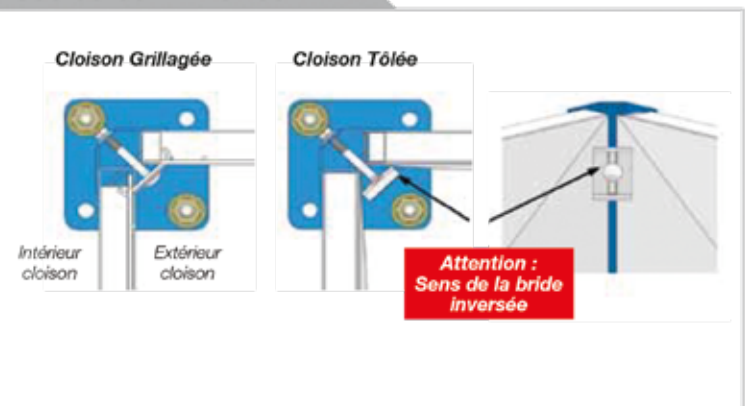 Cloison Grillagée
Cloison Tôlée
Intérieur
cloison
Extérieur
cloison
Attention :
Sens de la bride
inversée